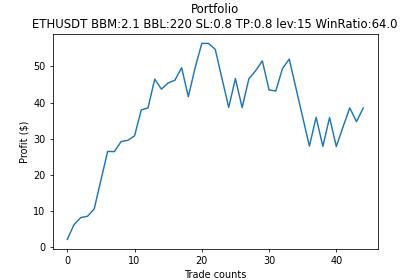 Portfolio
ETHUSDT BBM:2.1 BBL:220 SL:0.8 TP:0.8 lev:15 WinRatio:64.0
50
40
30
20
10
0
Profit ($)
0 10 20 30 40
Trade counts